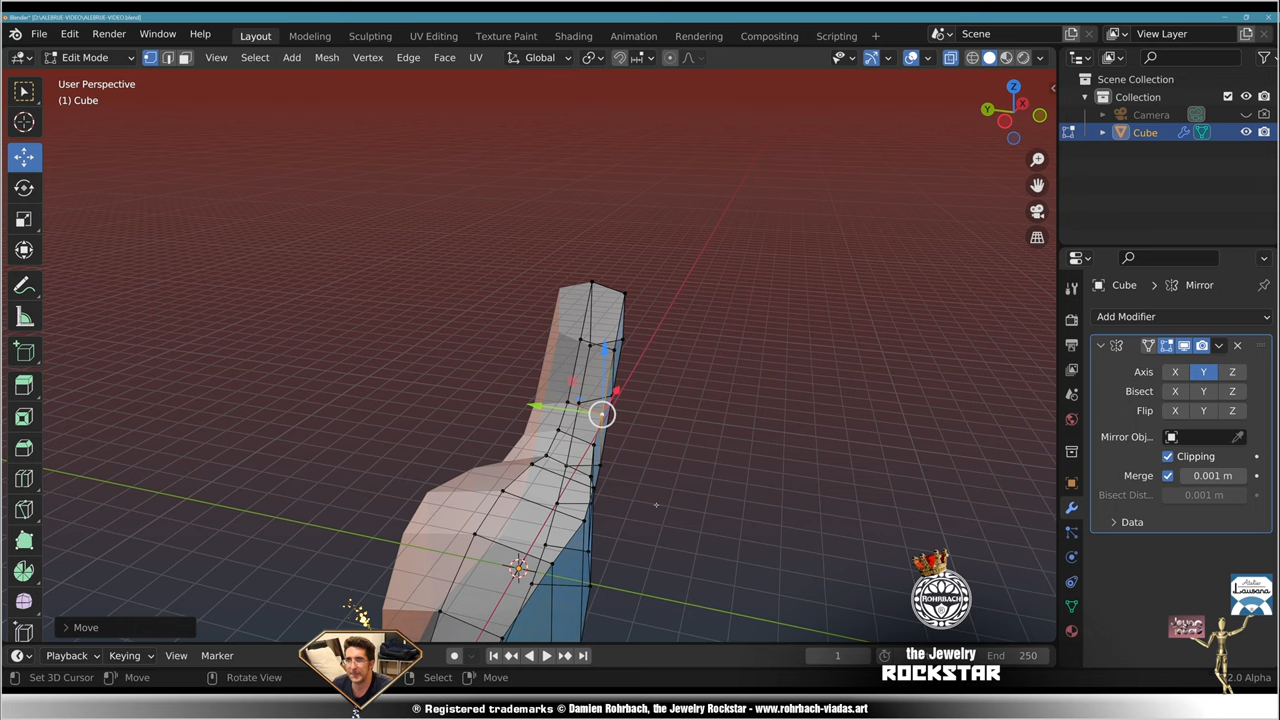 Blender* [D:\ALEBRIJE-VIDEO\ALEBRIJE-VIDEO.blend]
File Edit Render Window Help
Layout Modeling Sculpting UV Editing Texture Paint Shading Animation Rendering Compositing Scripting +
Scene
View Layer
Edit Mode
View Select Add Mesh Vertex Edge Face UV
Global
User Perspective
(1) Cube
Z
Y
X
Scene Collection
Collection
Camera
Cube
Cube > Mirror
Add Modifier
Axis X Y Z
Bisect X Y Z
Flip X Y Z
Mirror Obj...
Clipping
Merge 0.001 m
Bisect Dist... 0.001 m
Data
ROHRBACH
Atelier
Lausana
> Move
Playback Keying View Marker
1
End 250
Set 3D Cursor Move Rotate View Select Move
2.0 Alpha
the Jewelry
ROCKSTAR
® Registered trademarks © Damien Rohrbach, the Jewelry Rockstar - www.rohrbach-viadas.art